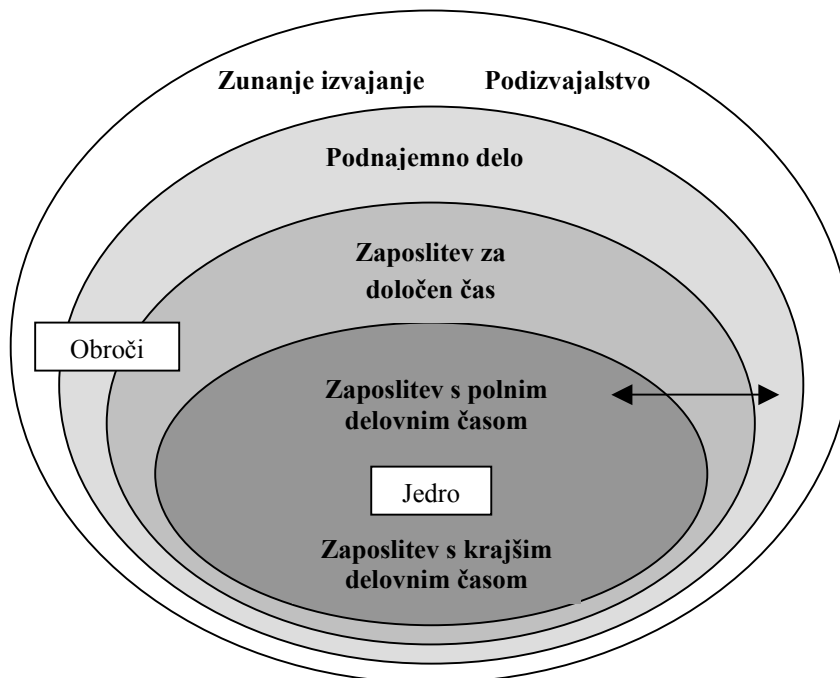 Zunanje izvajanje Podizvajalstvo
Podnajemno delo
Zaposlitev za
določen čas
Obroči
Zaposlitev s polnim
delovnim časom
Jedro
Zaposlitev s krajšim
delovnim časom